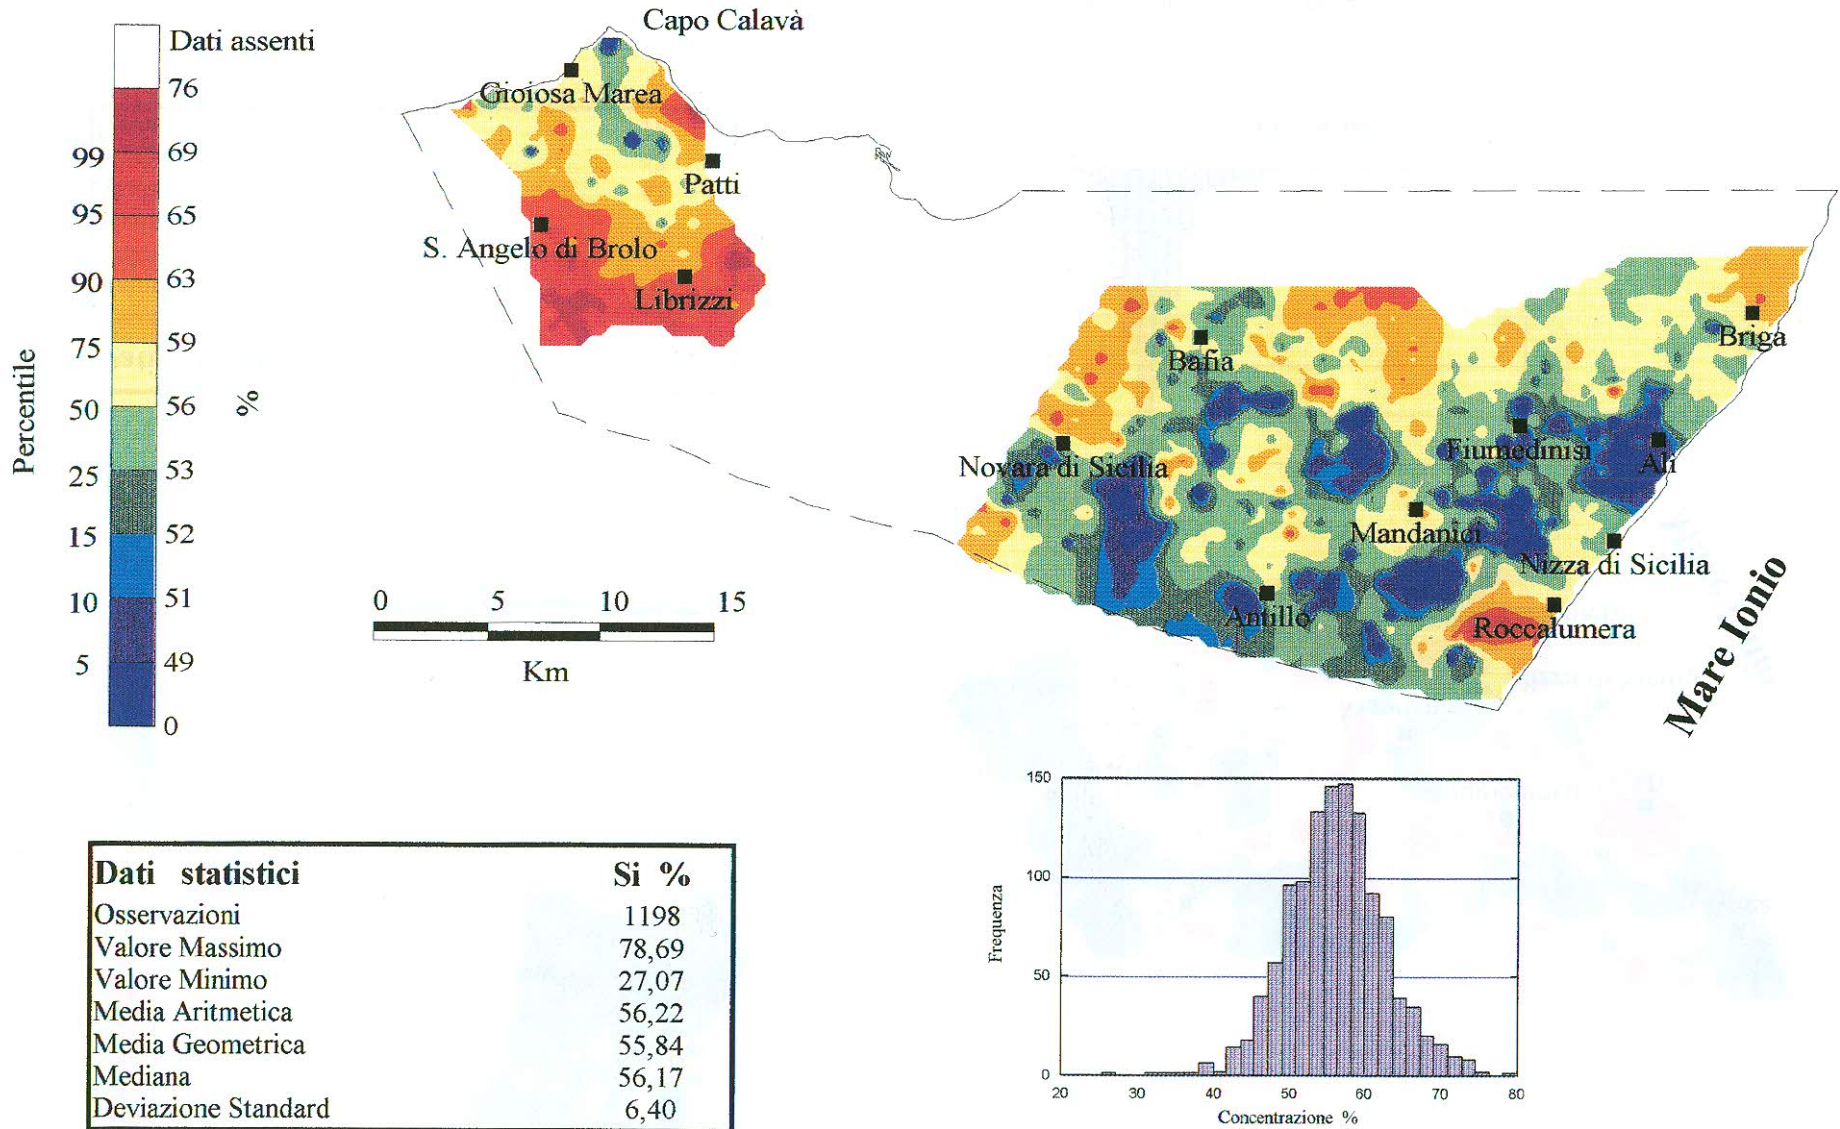 Dati assenti
76
99
69
95
65
90
63
75
59
50
56
25
53
15
52
10
51
5
49
0
Percentile
%
Capo Calavà
Gioiosa Marea
Patti
S. Angelo di Brolo
Librizzi
Bafia
Briga
Novara di Sicilia
Fiumedinisi
Alì
Mandanici
Nizza di Sicilia
Antillo
Roccalumera
Mare Ionio
0 5 10 15
Km
Dati statistici Si %
Osservazioni 1198
Valore Massimo 78,69
Valore Minimo 27,07
Media Aritmetica 56,22
Media Geometrica 55,84
Mediana 56,17
Deviazione Standard 6,40
150
100
50
0
Frequenza
20 30 40 50 60 70 80
Concentrazione %